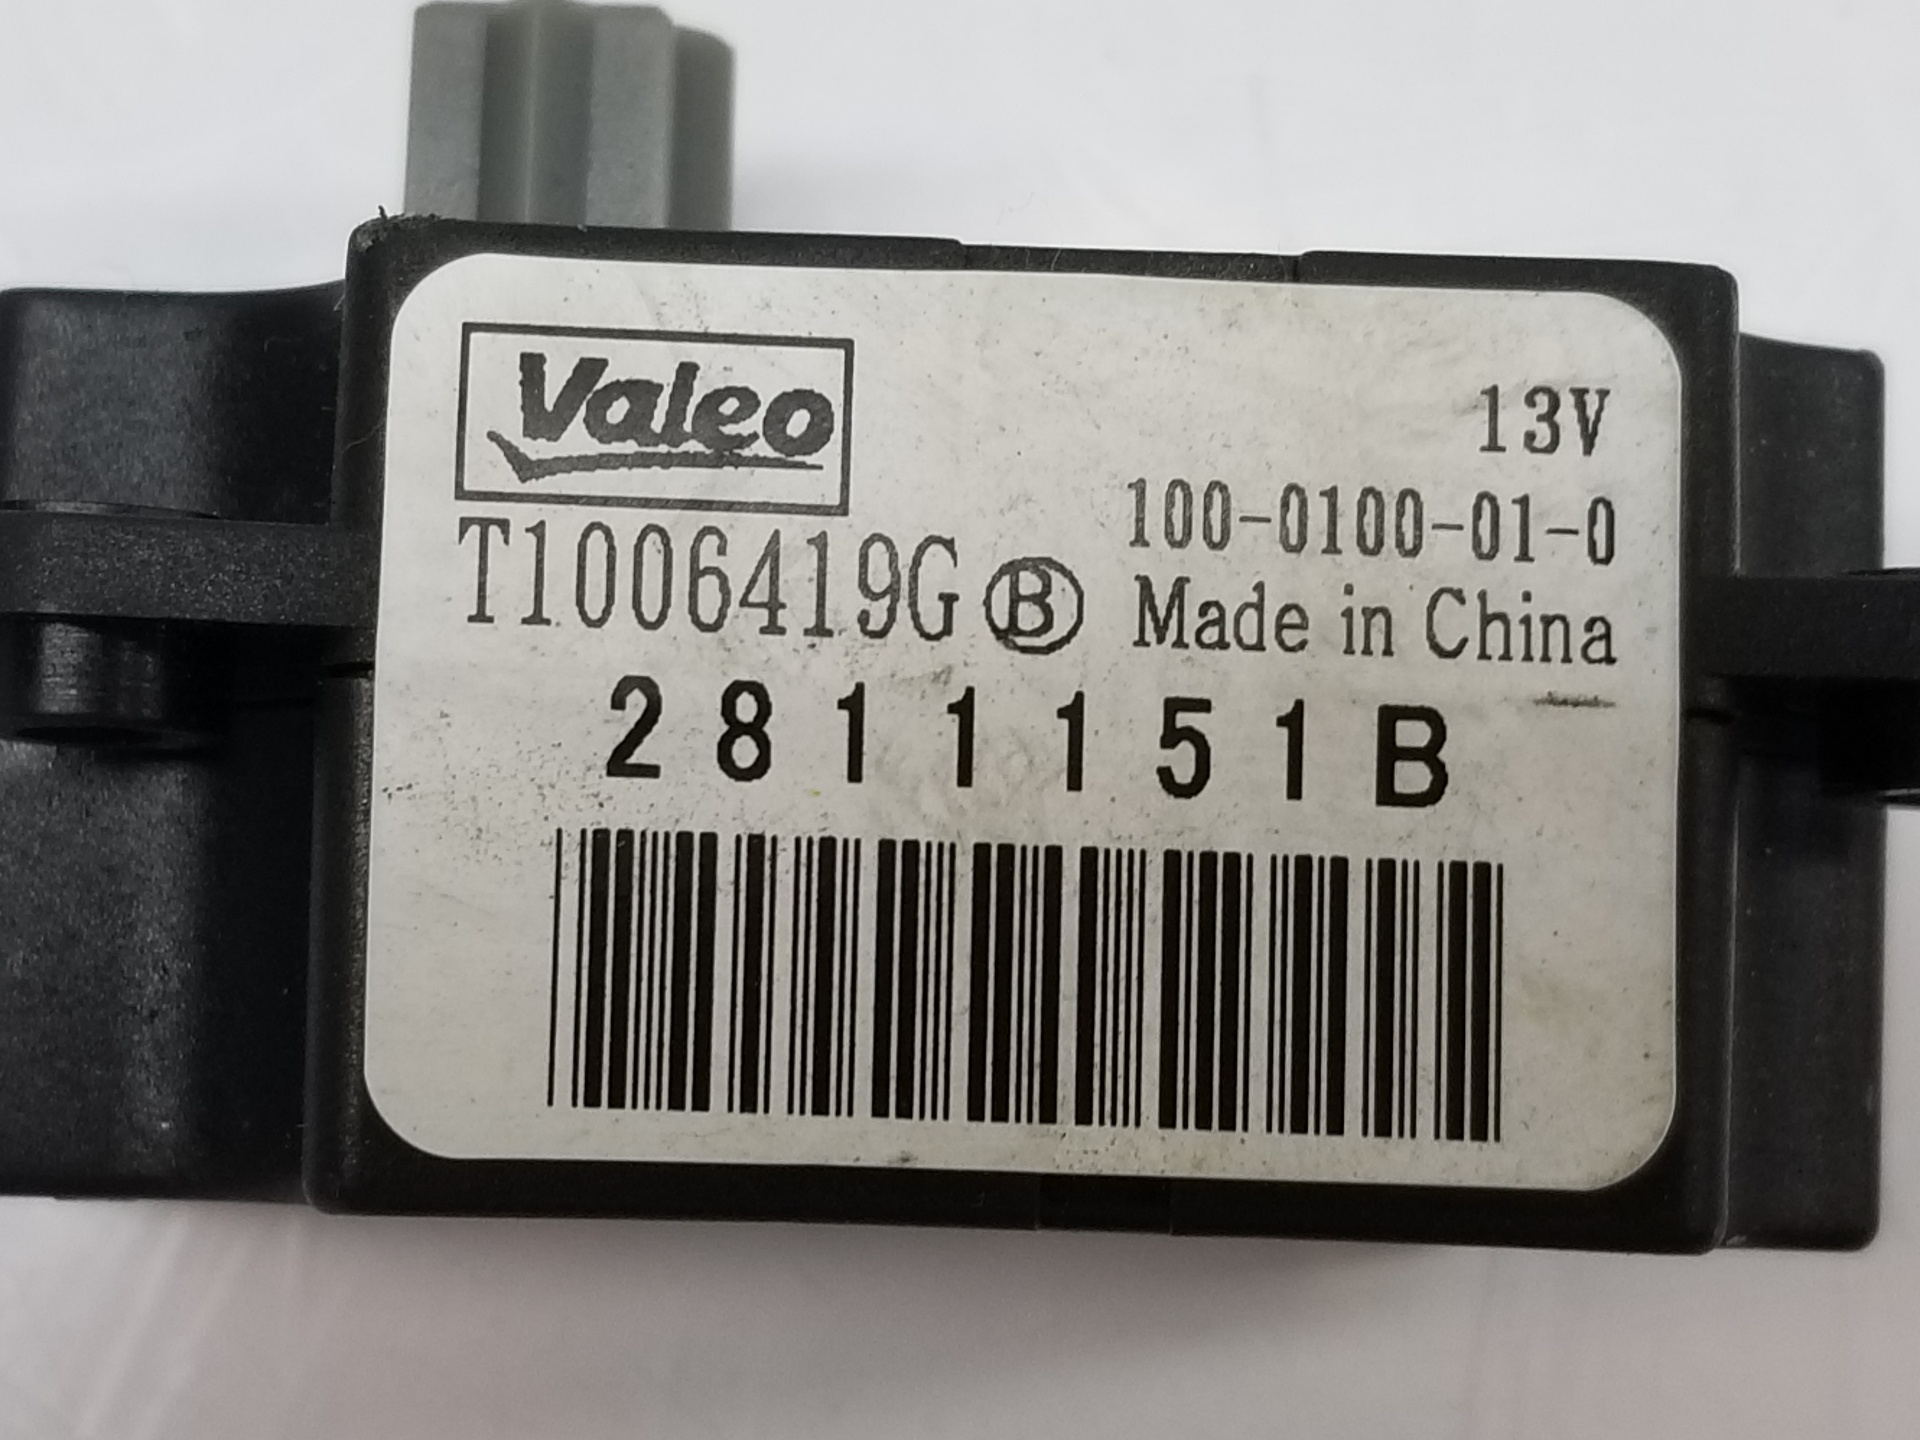 Valeo
13V
100-0100-01-0
T1006419G Ⓑ Made in China
2811151B